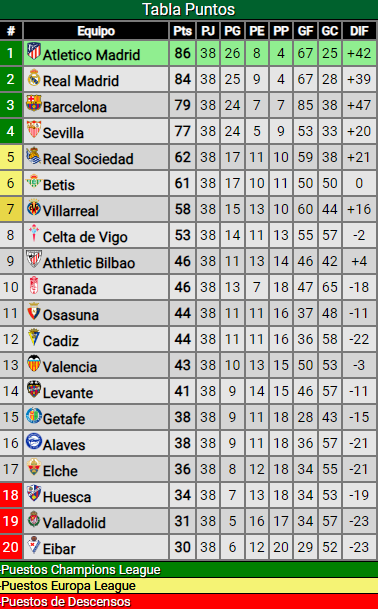 Tabla Puntos
# Equipo Pts PJ PG PE PP GF GC DIF
1 Atletico Madrid 86 38 26 8 4 67 25 +42
2 Real Madrid 84 38 25 9 4 67 28 +39
3 Barcelona 79 38 24 7 7 85 38 +47
4 Sevilla 77 38 24 5 9 53 33 +20
5 Real Sociedad 62 38 17 11 10 59 38 +21
6 Betis 61 38 17 10 11 50 50 0
7 Villarreal 58 38 15 13 10 60 44 +16
8 Celta de Vigo 53 38 14 11 13 55 57 -2
9 Athletic Bilbao 46 38 11 13 14 46 42 +4
10 Granada 46 38 13 7 18 47 65 -18
11 Osasuna 44 38 11 11 16 37 48 -11
12 Cadiz 44 38 11 11 16 36 58 -22
13 Valencia 43 38 10 13 15 50 53 -3
14 Levante 41 38 9 14 15 46 57 -11
15 Getafe 38 38 9 11 18 28 43 -15
16 Alaves 38 38 9 11 18 36 57 -21
17 Elche 36 38 8 12 18 34 55 -21
18 Huesca 34 38 7 13 18 34 53 -19
19 Valladolid 31 38 5 16 17 34 57 -23
20 Eibar 30 38 6 12 20 29 52 -23
-Puestos Champions League
-Puestos Europa League
-Puestos de Descensos